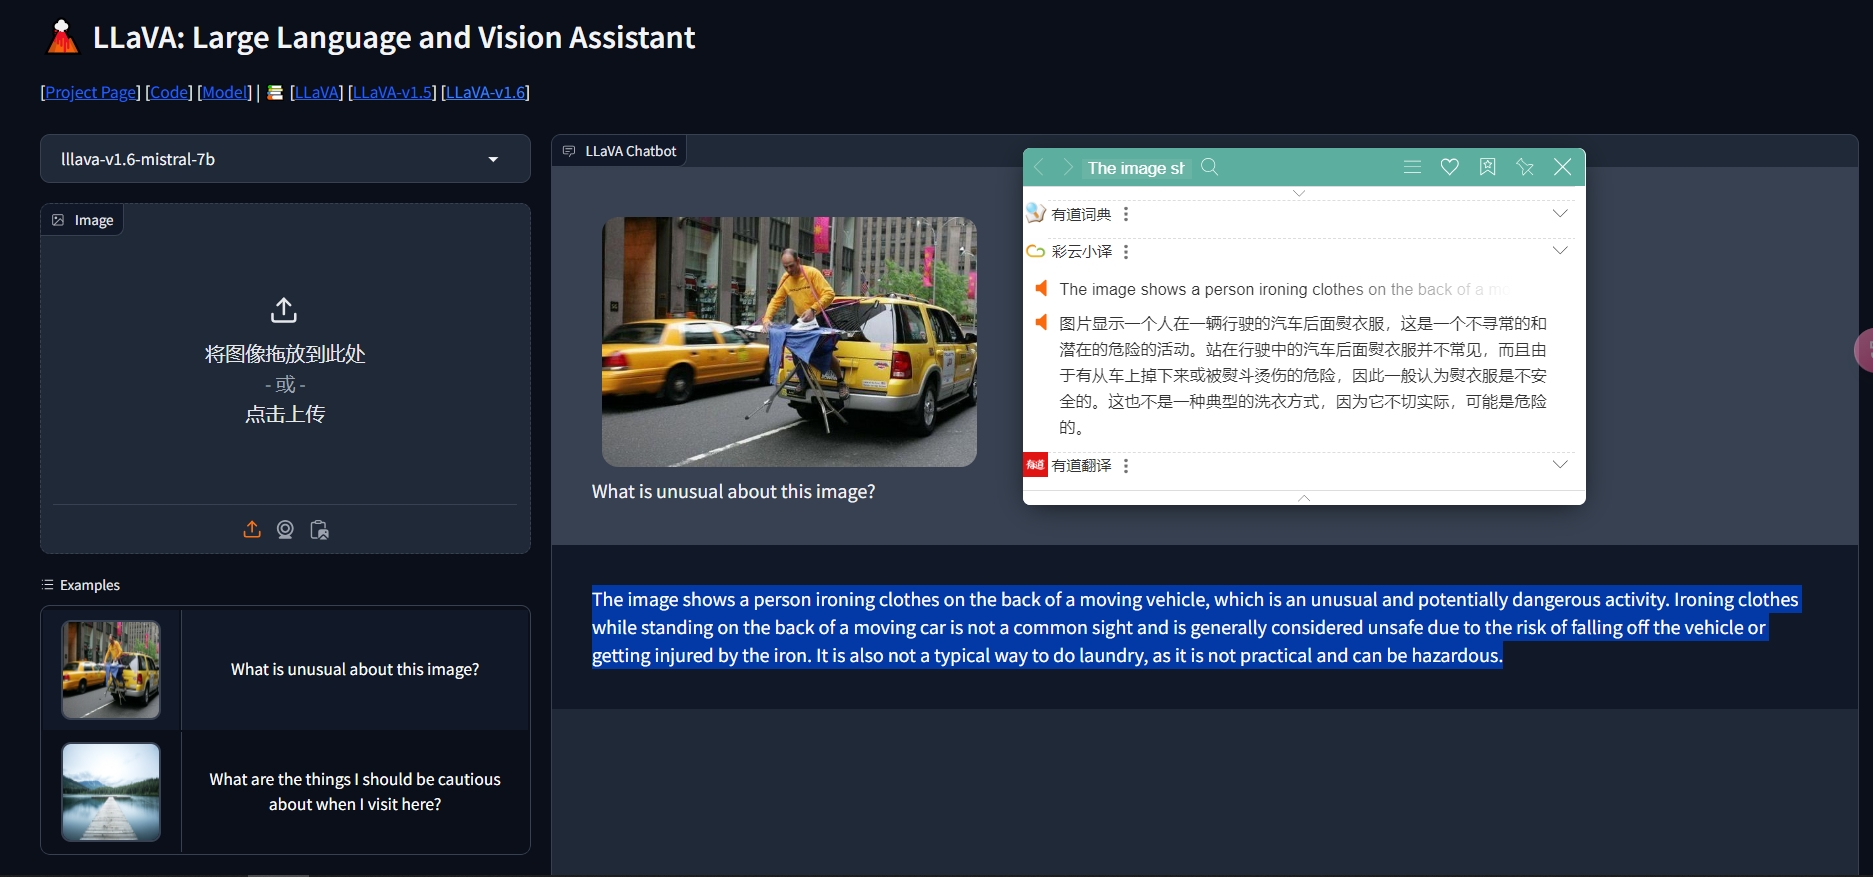 LLaVA: Large Language and Vision Assistant
[Project Page] [Code] [Model] | 📚 [LLaVA] [LLaVA-v1.5] [LLaVA-v1.6]
lllava-v1.6-mistral-7b
Image
将图像拖放到此处
- 或 -
点击上传
Examples
What is unusual about this image?
What are the things I should be cautious
about when I visit here?
LLaVA Chatbot
What is unusual about this image?
The image sh
有道词典
彩云小译
The image shows a person ironing clothes on the back of a mo
图片显示一个人在一辆行驶的汽车后面熨衣服，这是一个不寻常的和
潜在的危险的活动。站在行驶中的汽车后面熨衣服并不常见，而且由
于有从车上掉下来或被熨斗烫伤的危险，因此一般认为熨衣服是不安
全的。这也不是一种典型的洗衣方式，因为它不切实际，可能是危险
的。
有道 有道翻译
The image shows a person ironing clothes on the back of a moving vehicle, which is an unusual and potentially dangerous activity. Ironing clothes
while standing on the back of a moving car is not a common sight and is generally considered unsafe due to the risk of falling off the vehicle or
getting injured by the iron. It is also not a typical way to do laundry, as it is not practical and can be hazardous.